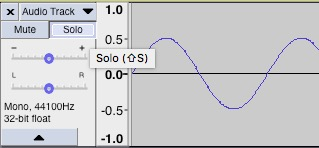 × Audio Track ▼
Mute Solo
- +
L R
Mono, 44100Hz
32-bit float
1.0
0.5
0.0
-0.5
-1.0
Solo (⇧S)